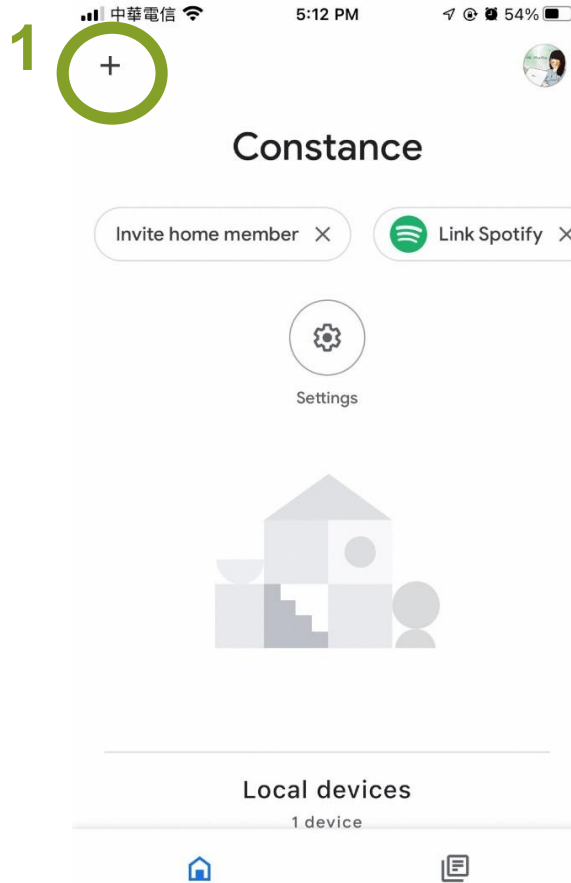 中華電信 5:12 PM 54%
1
+
Constance
Invite home member × Link Spotify ×
Settings
Local devices
1 device